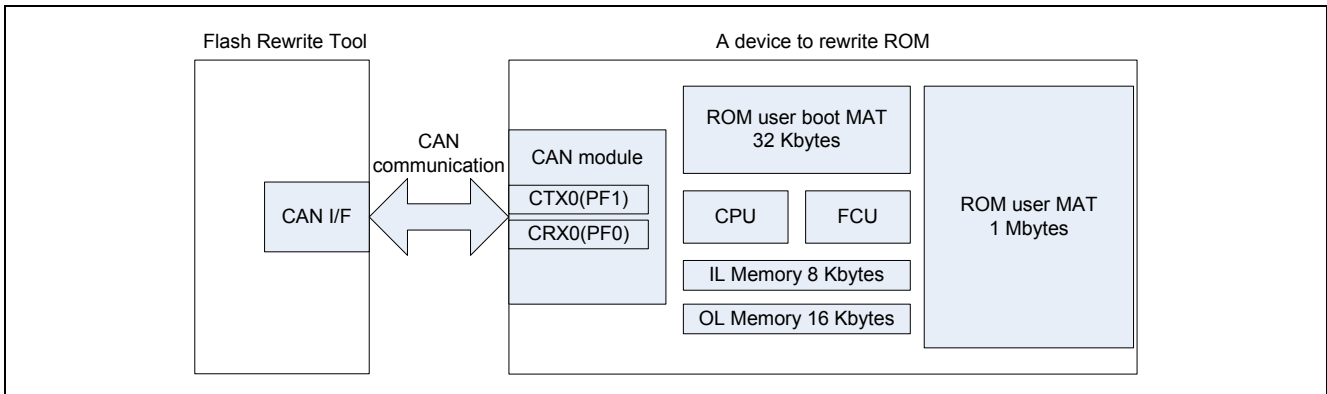 Flash Rewrite Tool
A device to rewrite ROM
CAN
communication
CAN I/F
CAN module
CTX0(PF1)
CRX0(PF0)
ROM user boot MAT
32 Kbytes
CPU
FCU
IL Memory 8 Kbytes
OL Memory 16 Kbytes
ROM user MAT
1 Mbytes